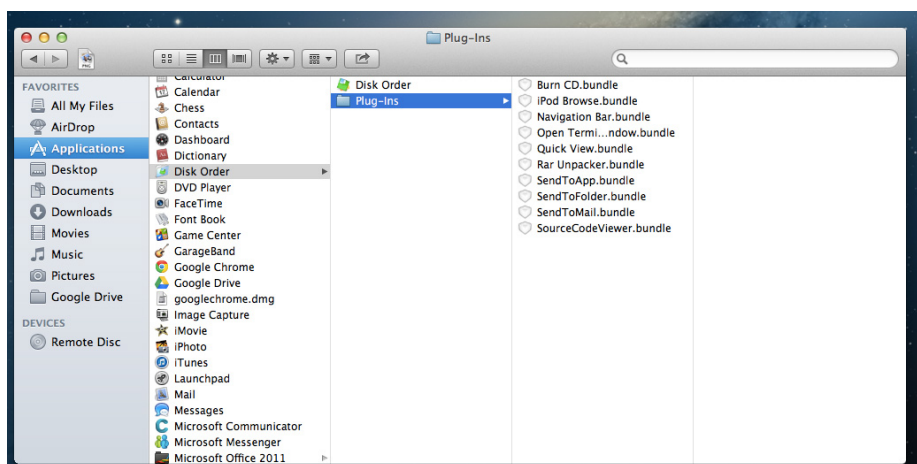 Plug-Ins
PNG
FAVORITES
All My Files
AirDrop
Applications
Desktop
Documents
Downloads
Movies
Music
Pictures
Google Drive
DEVICES
Remote Disc
Calculator
Calendar
Chess
Contacts
Dashboard
Dictionary
Disk Order
DVD Player
FaceTime
Font Book
Game Center
GarageBand
Google Chrome
Google Drive
googlechrome.dmg
Image Capture
iMovie
iPhoto
iTunes
Launchpad
Mail
Messages
Microsoft Communicator
Microsoft Messenger
Microsoft Office 2011
Disk Order
Plug-Ins
Burn CD.bundle
iPod Browse.bundle
Navigation Bar.bundle
Open Termi...ndow.bundle
Quick View.bundle
Rar Unpacker.bundle
SendToApp.bundle
SendToFolder.bundle
SendToMail.bundle
SourceCodeViewer.bundle